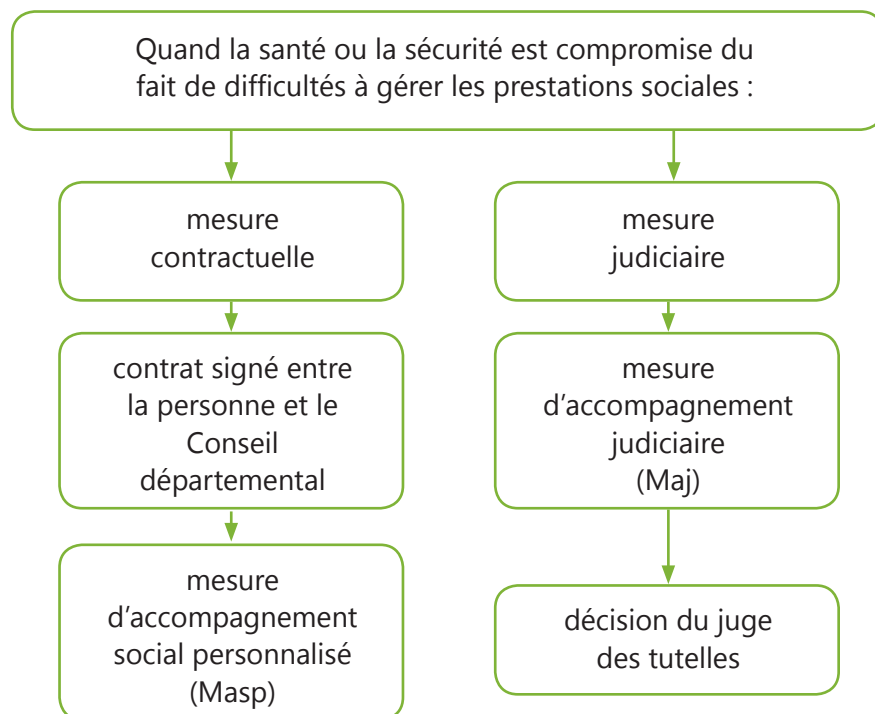 Quand la santé ou la sécurité est compromise du
fait de difficultés à gérer les prestations sociales :
mesure
contractuelle
contrat signé entre
la personne et le
Conseil
départemental
mesure
d'accompagnement
social personnalisé
(Masp)
mesure
judiciaire
mesure
d'accompagnement
judiciaire
(Maj)
décision du juge
des tutelles